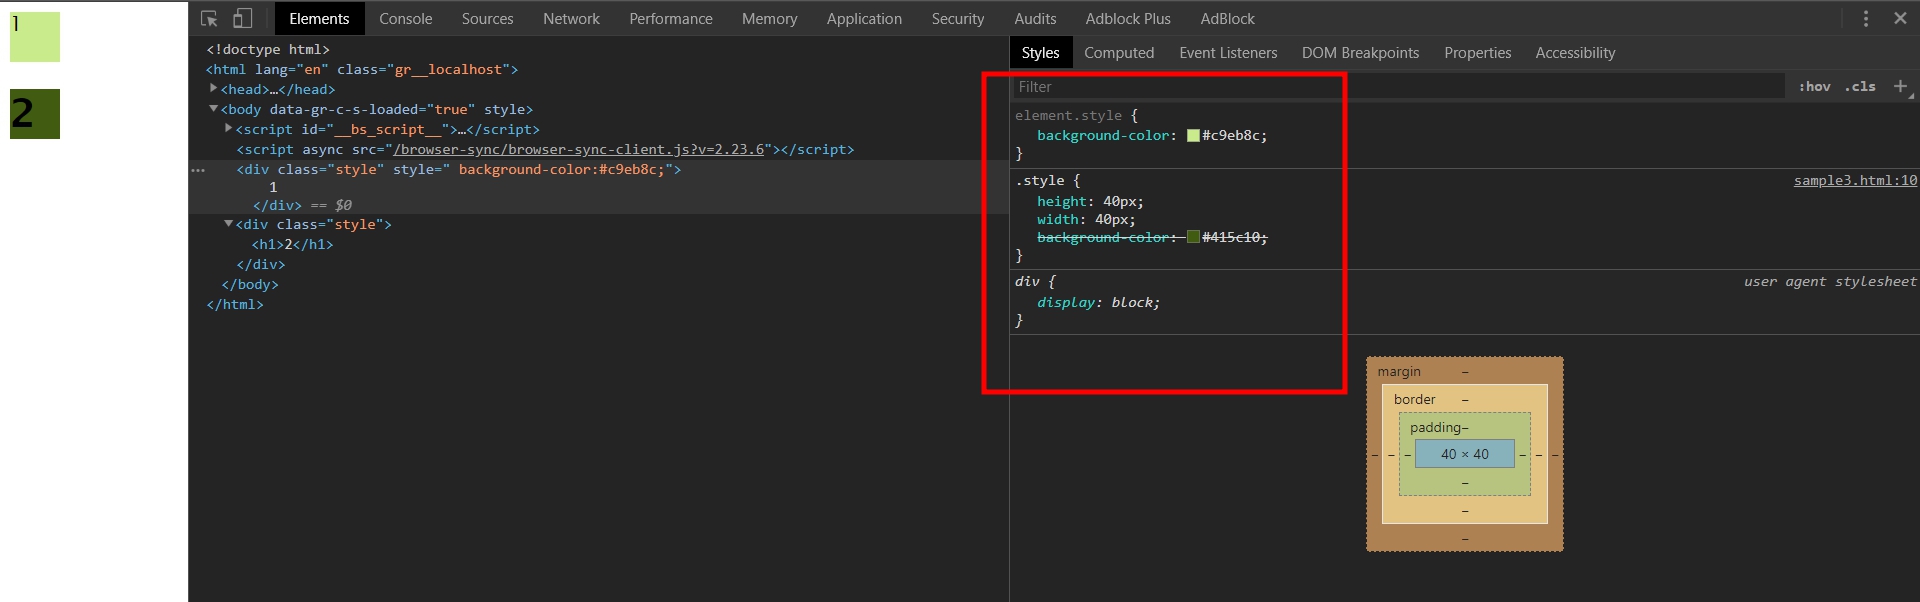 1
2
Elements Console Sources Network Performance Memory Application Security Audits Adblock Plus AdBlock
<!doctype html>
<html lang="en" class="gr__localhost">
<head>…</head>
<body data-gr-c-s-loaded="true" style>
<script id="__bs_script__">…</script>
<script async src="/browser-sync/browser-sync-client.js?v=2.23.6"></script>
<div class="style" style=" background-color:#c9eb8c;">
1
</div> == $0
<div class="style">
<h1>2</h1>
</div>
</body>
</html>
Styles Computed Event Listeners DOM Breakpoints Properties Accessibility
Filter :hov .cls +
element.style {
background-color: #c9eb8c;
}
.style { sample3.html:10
height: 40px;
width: 40px;
background-color: #415c10;
}
div { user agent stylesheet
display: block;
}
margin –
border –
padding–
– – – 40 × 40 – – –
–
–
–